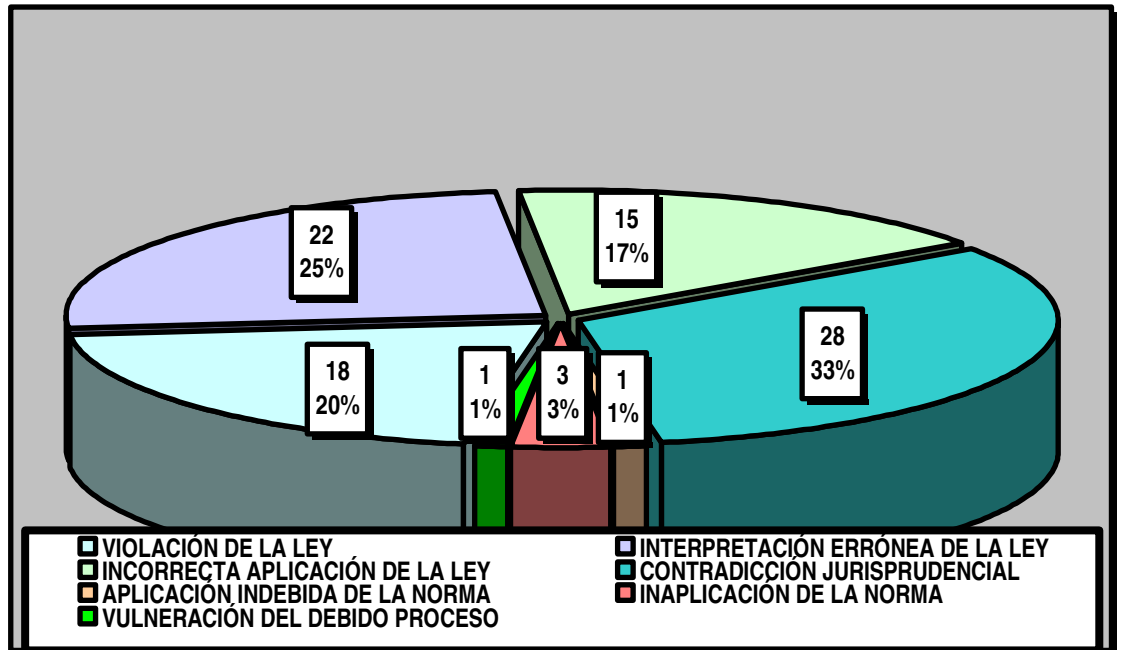 15
17%
22
25%
28
33%
18
20%
1
1%
3
3%
1
1%
VIOLACIÓN DE LA LEY
INTERPRETACIÓN ERRÓNEA DE LA LEY
INCORRECTA APLICACIÓN DE LA LEY
CONTRADICCIÓN JURISPRUDENCIAL
APLICACIÓN INDEBIDA DE LA NORMA
INAPLICACIÓN DE LA NORMA
VULNERACIÓN DEL DEBIDO PROCESO